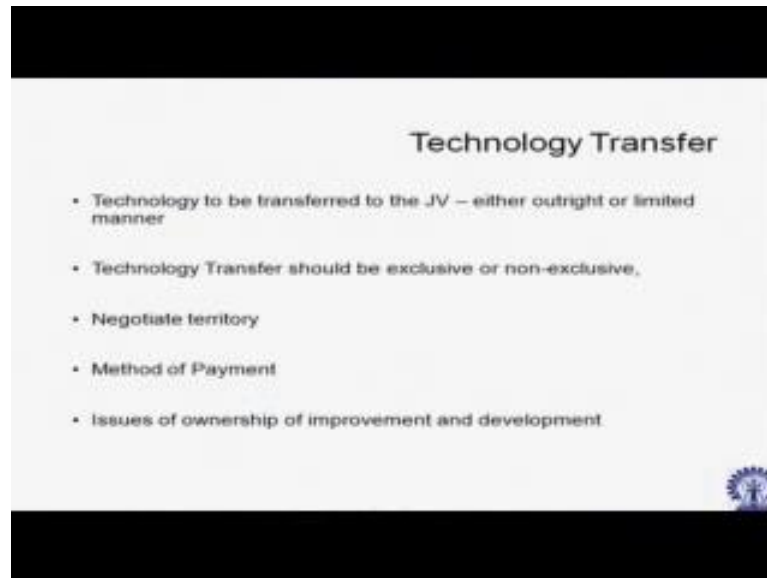 Technology Transfer
• Technology to be transferred to the JV – either outright or limited
manner
• Technology Transfer should be exclusive or non-exclusive,
• Negotiate territory
• Method of Payment
• Issues of ownership of improvement and development